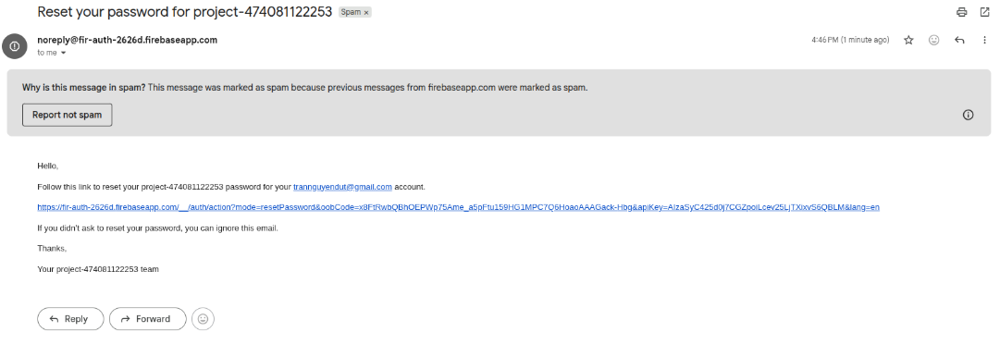 Reset your password for project-474081122253 Spam ×
noreply@fir-auth-2626d.firebaseapp.com 4:46 PM (1 minute ago)
to me
Why is this message in spam? This message was marked as spam because previous messages from firebaseapp.com were marked as spam.
Report not spam
Hello,
Follow this link to reset your project-474081122253 password for your trannguyendut@gmail.com account.
https://fir-auth-2626d.firebaseapp.com/__/auth/action?mode=resetPassword&oobCode=x8FtRwbQBhOEPWp75Ame_a5pFtu159HG1MPC7Q6HoaoAAAGack-Hbg&apiKey=AIzaSyC425d0j7CGZpoiLcev25LjTXixvS6QBLM&lang=en
If you didn't ask to reset your password, you can ignore this email.
Thanks,
Your project-474081122253 team
Reply Forward